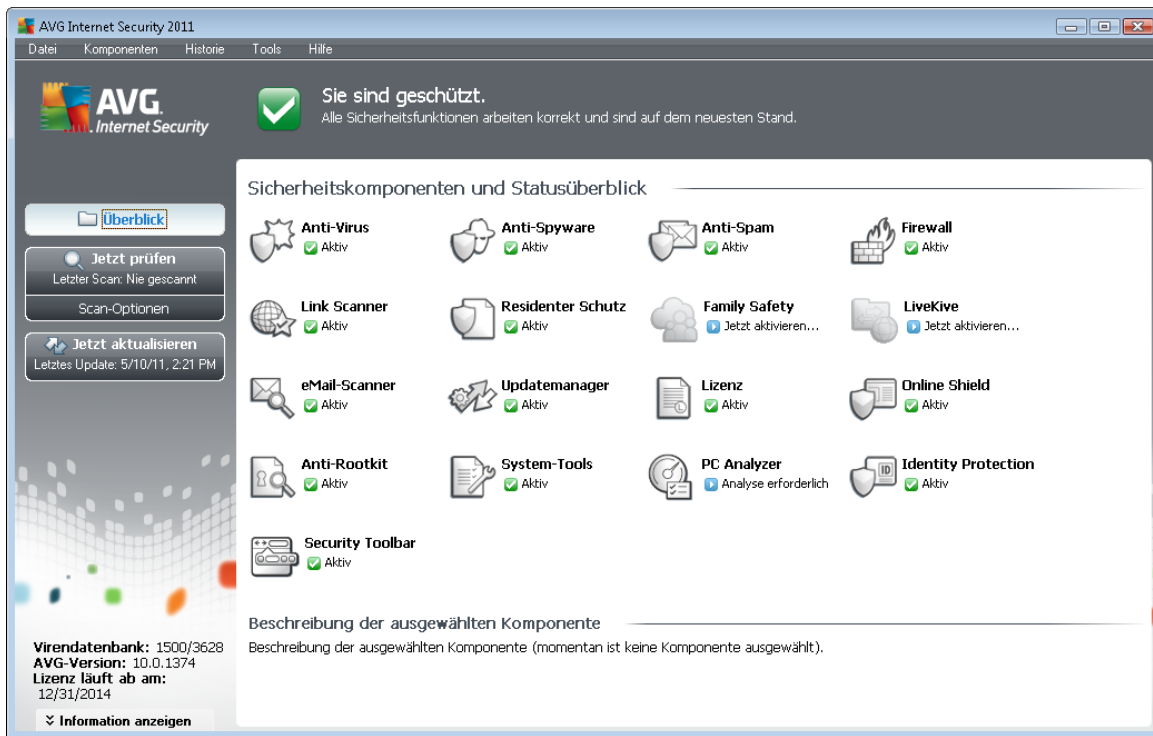 AVG Internet Security 2011
Datei Komponenten Historie Tools Hilfe
AVG.
Internet Security
Sie sind geschützt.
Alle Sicherheitsfunktionen arbeiten korrekt und sind auf dem neuesten Stand.
Überblick
Jetzt prüfen
Letzter Scan: Nie gescannt
Scan-Optionen
Jetzt aktualisieren
Letztes Update: 5/10/11, 2:21 PM
Sicherheitskomponenten und Statusüberblick
Anti-Virus
Aktiv
Anti-Spyware
Aktiv
Anti-Spam
Aktiv
Firewall
Aktiv
Link Scanner
Aktiv
Residenter Schutz
Aktiv
Family Safety
Jetzt aktivieren...
LiveKive
Jetzt aktivieren...
eMail-Scanner
Aktiv
Updatemanager
Aktiv
Lizenz
Aktiv
Online Shield
Aktiv
Anti-Rootkit
Aktiv
System-Tools
Aktiv
PC Analyzer
Analyse erforderlich
ID
Identity Protection
Aktiv
Security Toolbar
Aktiv
Beschreibung der ausgewählten Komponente
Beschreibung der ausgewählten Komponente (momentan ist keine Komponente ausgewählt).
Virendatenbank: 1500/3628
AVG-Version: 10.0.1374
Lizenz läuft ab am:
12/31/2014
Information anzeigen